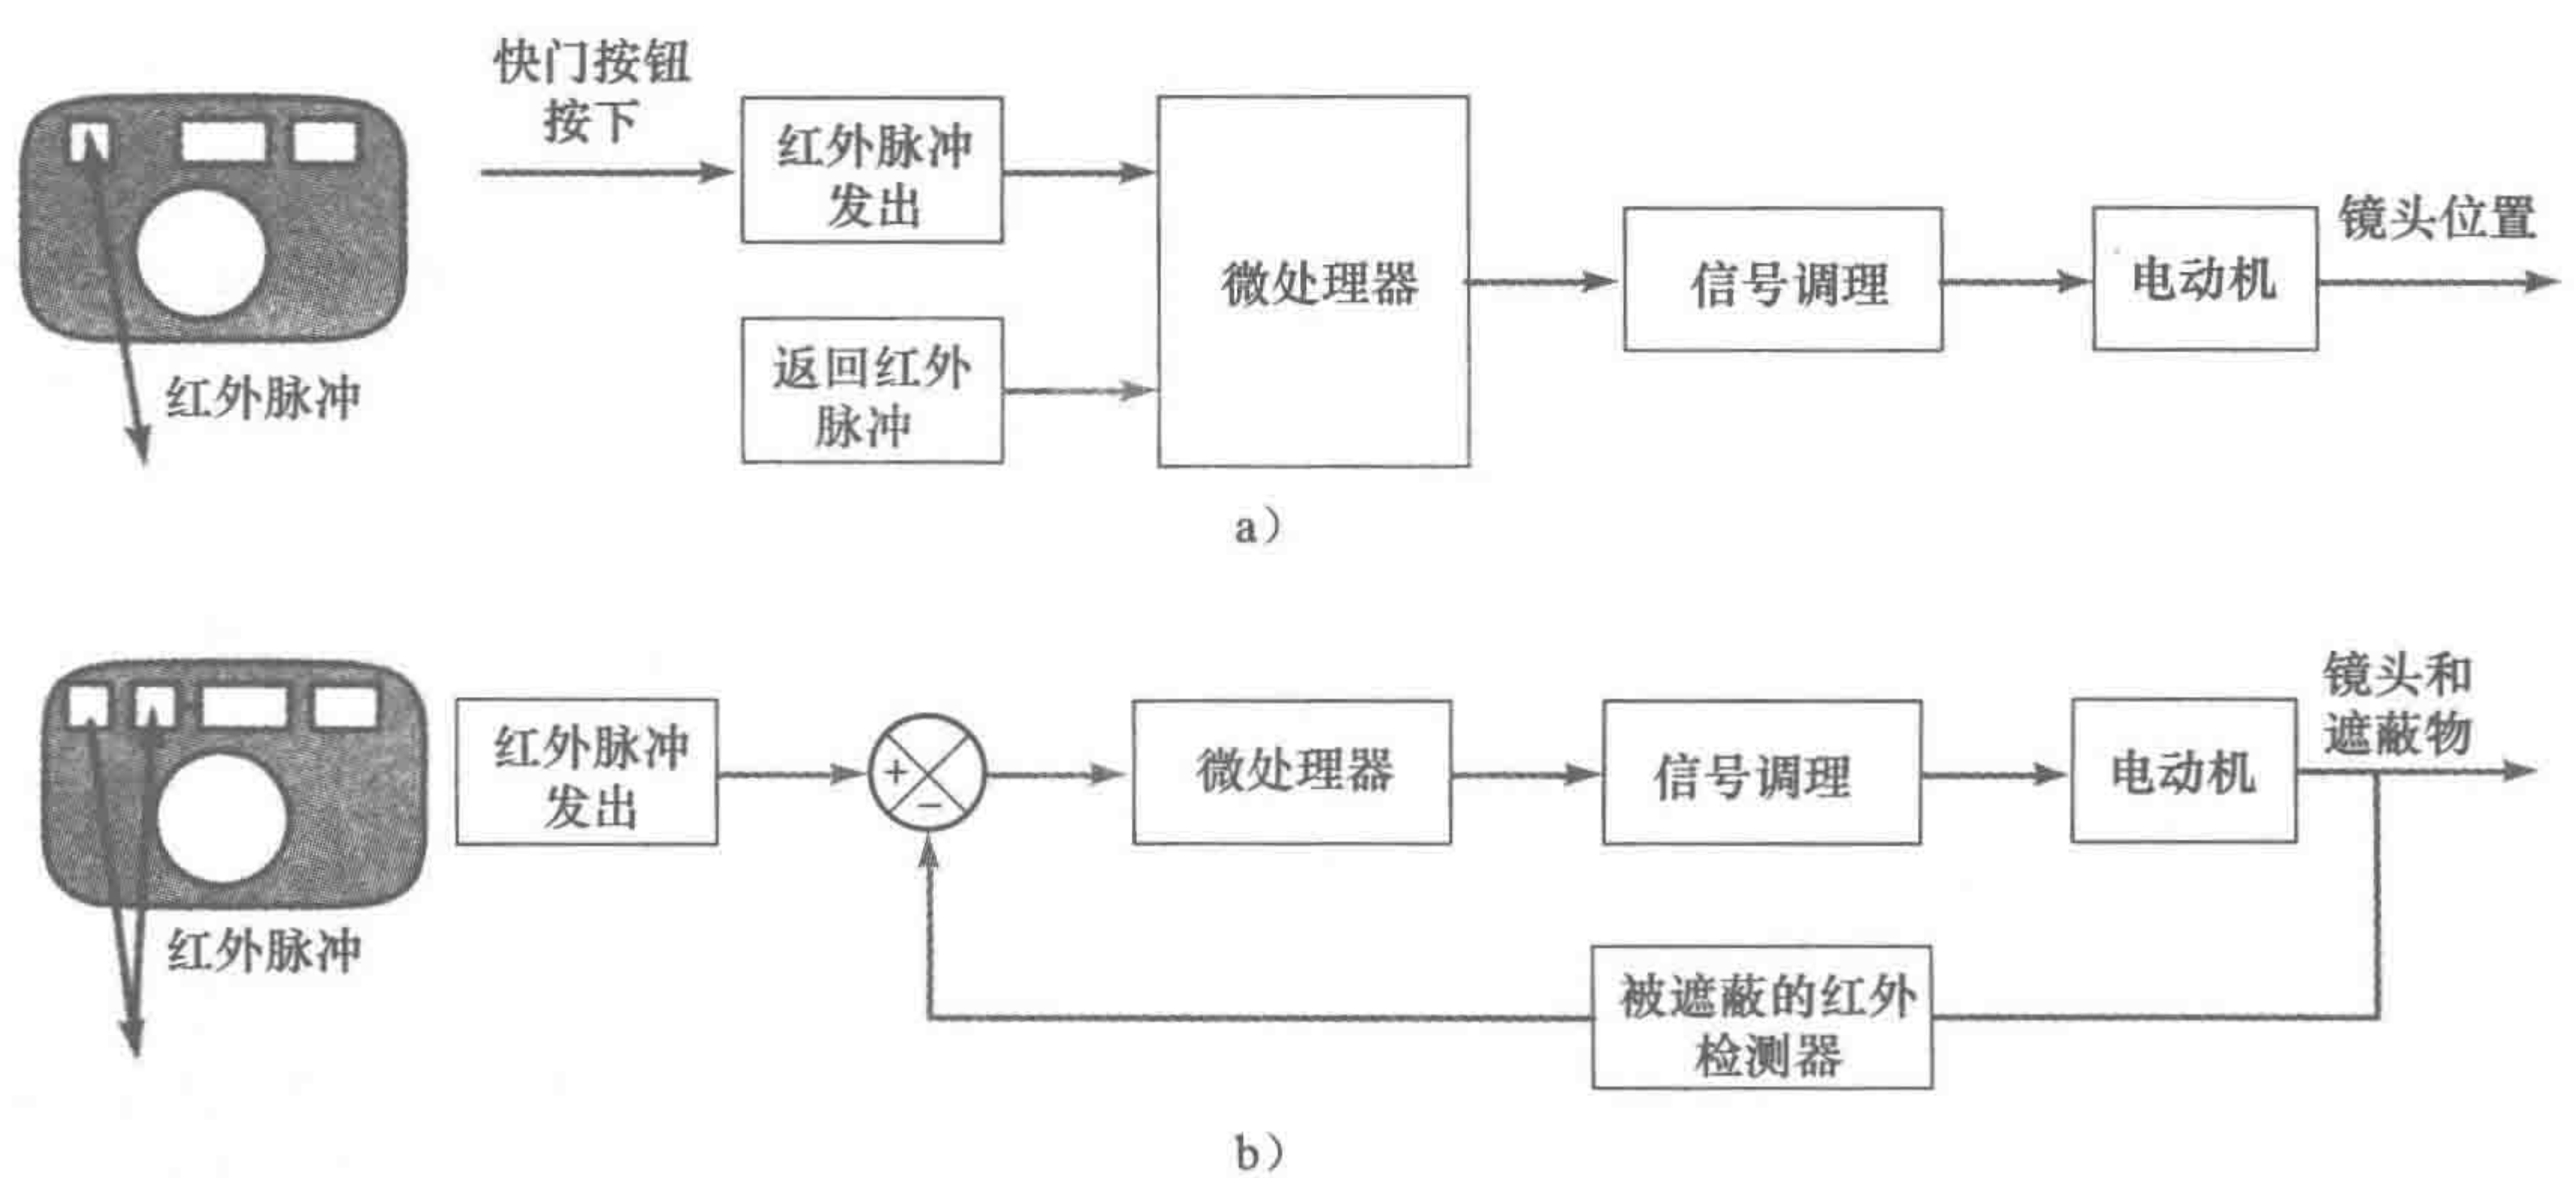 快门按钮
按下
红外脉冲
发出
返回红外
脉冲
微处理器
信号调理
电动机
镜头位置
红外脉冲
a）
红外脉冲
发出
+
−
微处理器
信号调理
电动机
镜头和
遮蔽物
被遮蔽的红外
检测器
红外脉冲
b）